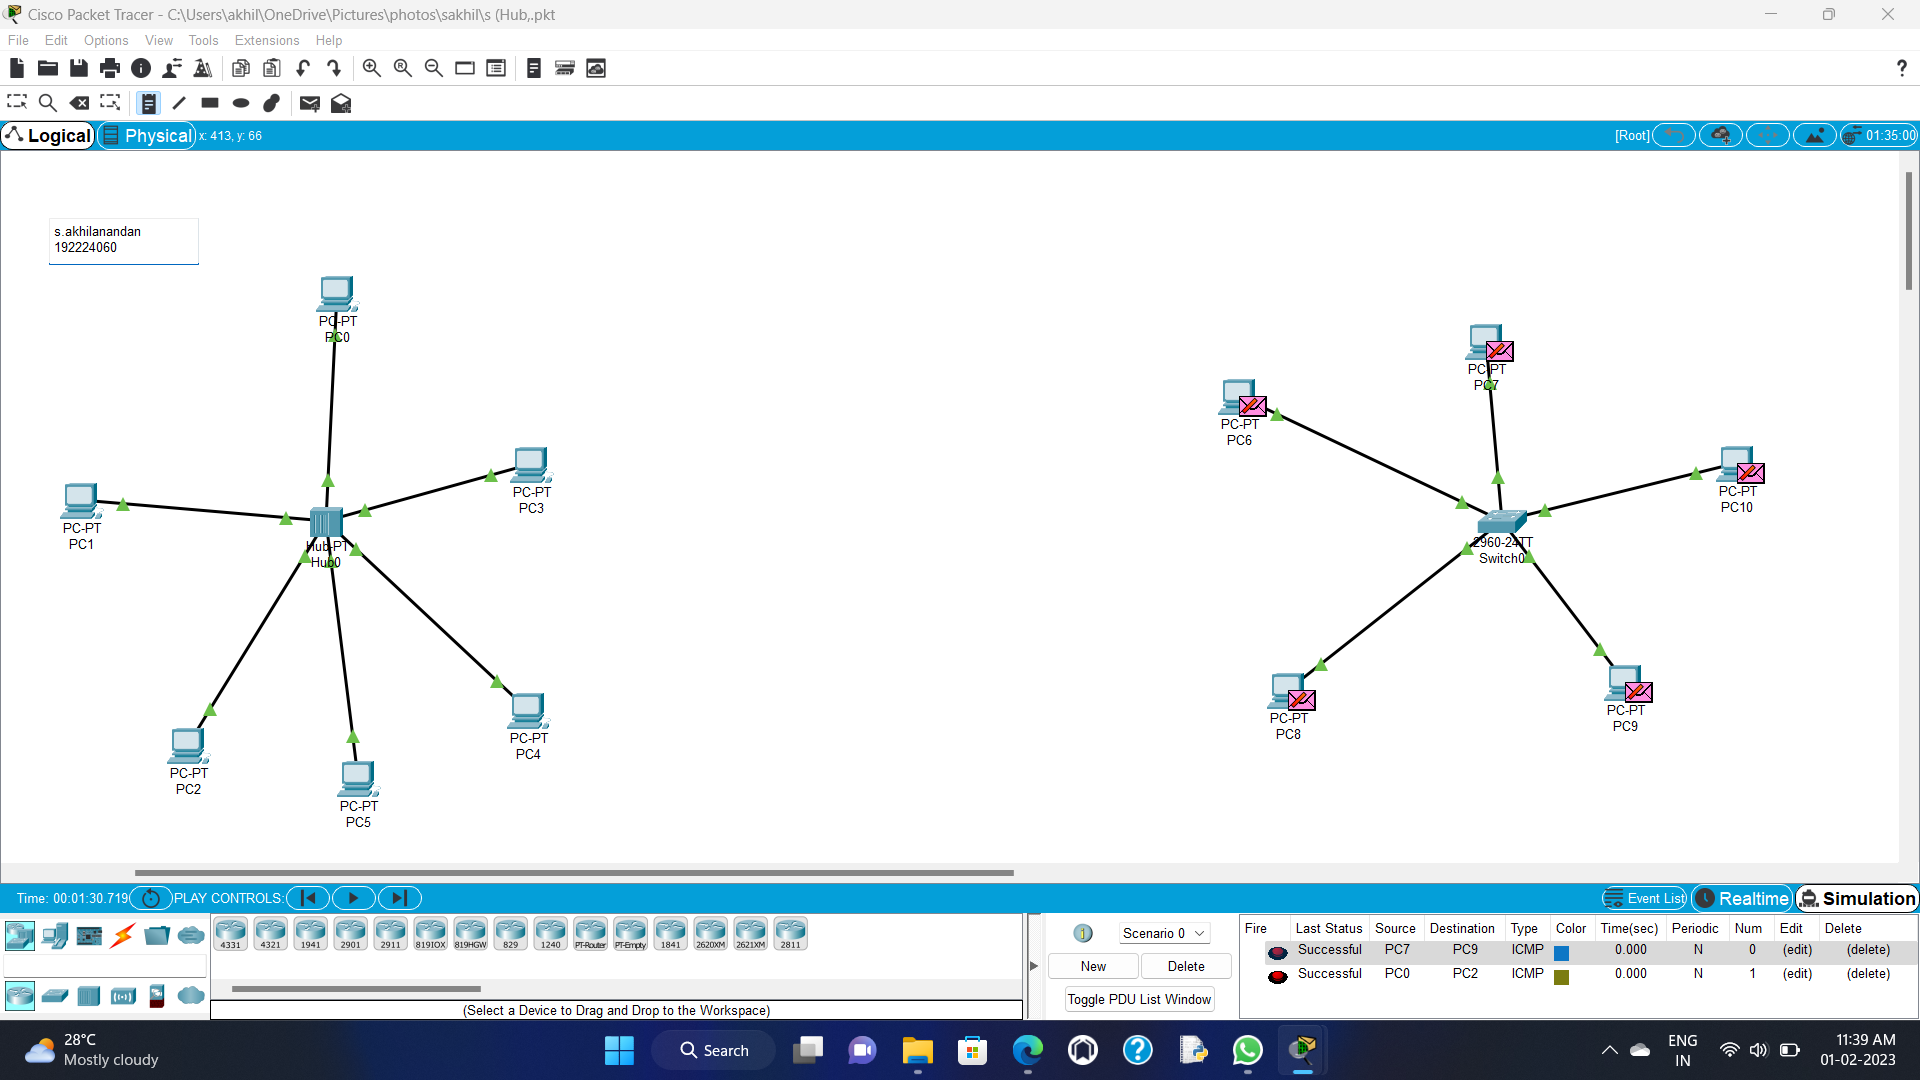 Cisco Packet Tracer - C:\Users\akhil\OneDrive\Pictures\photos\sakhil\s (Hub,.pkt
File Edit Options View Tools Extensions Help
?
Logical Physical x: 413, y: 66 [Root] 01:35:00
s.akhilanandan
192224060
PC-PT
PC0
PC-PT
PC1
PC-PT
PC3
Hub-PT
Hub0
PC-PT
PC2
PC-PT
PC4
PC-PT
PC5
PC-PT
PC7
PC-PT
PC6
PC-PT
PC10
2960-24TT
Switch0
PC-PT
PC8
PC-PT
PC9
Time: 00:01:30.719 PLAY CONTROLS: Event List Realtime Simulation
4331 4321 1941 2901 2911 819IOX 819HGW 829 1240 PT-Router PT-Empty 1841 2620XM 2621XM 2811
(Select a Device to Drag and Drop to the Workspace)
Scenario 0
New Delete
Toggle PDU List Window
Fire Last Status Source Destination Type Color Time(sec) Periodic Num Edit Delete
Successful PC7 PC9 ICMP 0.000 N 0 (edit) (delete)
Successful PC0 PC2 ICMP 0.000 N 1 (edit) (delete)
28°C
Mostly cloudy
Search
ENG
IN
11:39 AM
01-02-2023